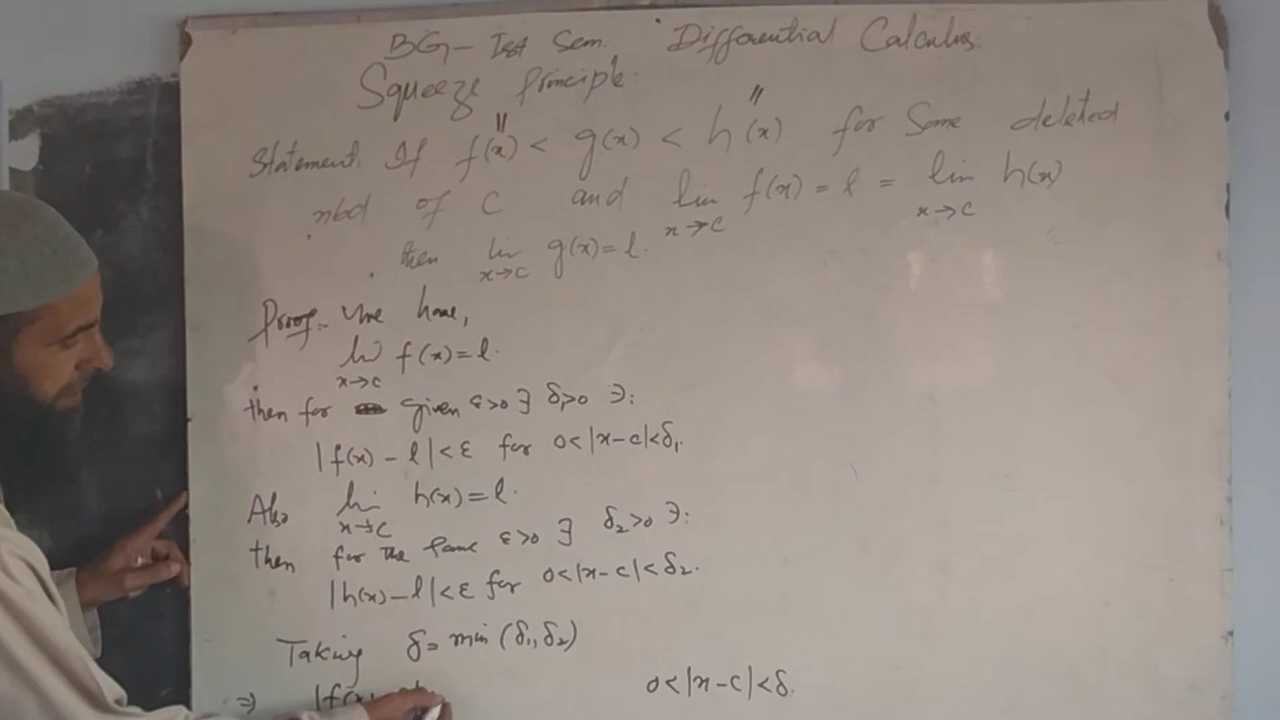 BG- Ist Sem. Differential Calculus.
Squeeze Principle:
Statement. If f(x) < g(x) < h(x) for Some deleted
nbd of C and lim x→c f(x) = l = lim x→c h(x)
then lim x→c g(x) = l.
Proof:- We have,
lim x→c f(x) = l.
then for given ε>0 ∃ δ₁>0 ∋:
|f(x) - l| < ε for 0<|x-c|<δ₁.
Also lim x→c h(x) = l.
then for the same ε>0 ∃ δ₂>0 ∋:
|h(x) - l| < ε for 0<|x-c|<δ₂.
Taking δ = min (δ₁, δ₂)
⇒ |f(x) 0<|x-c|<δ.